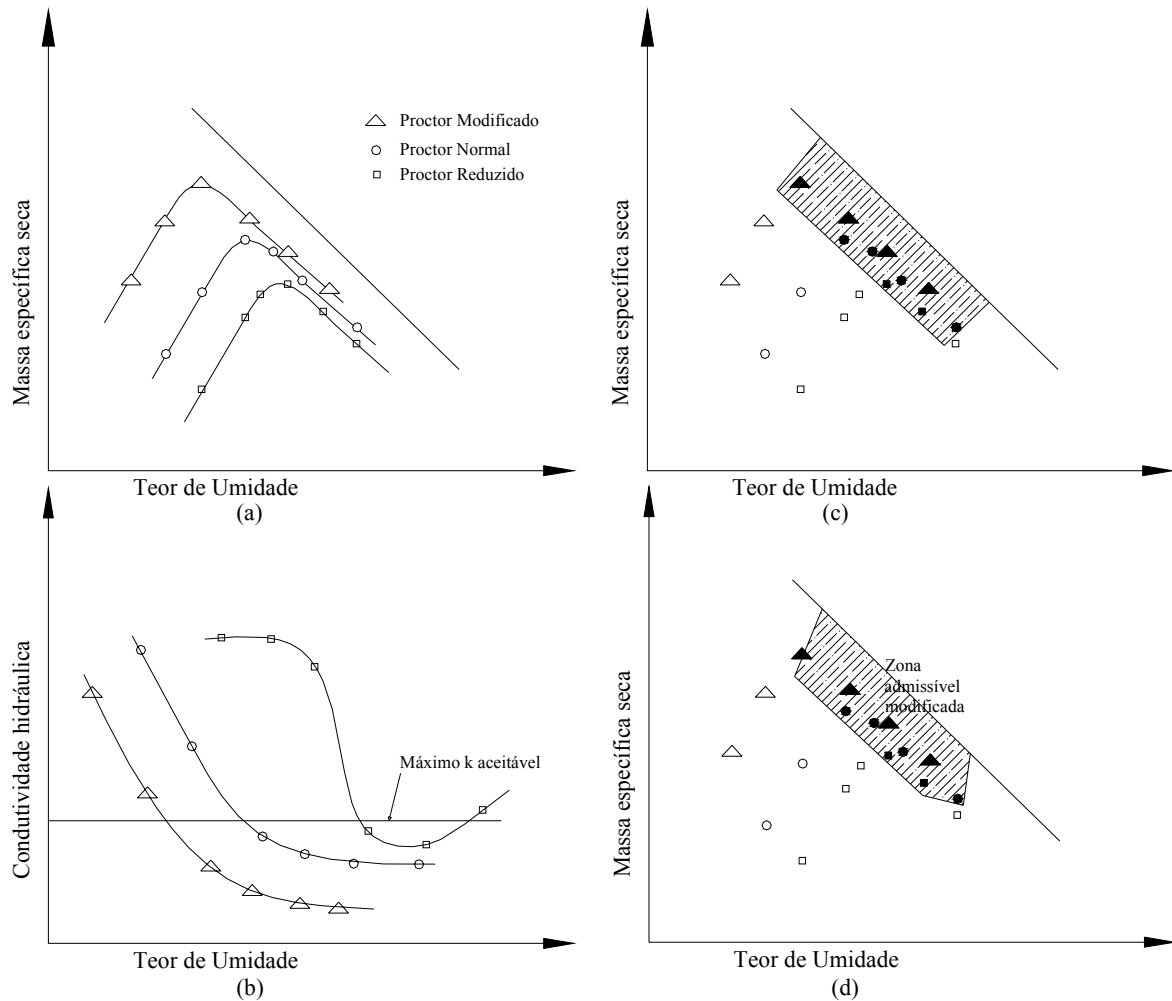 Massa específica seca
Proctor Modificado
Proctor Normal
Proctor Reduzido
Teor de Umidade
(a)
Massa específica seca
Teor de Umidade
(c)
Condutividade hidráulica
Máximo k aceitável
Teor de Umidade
(b)
Massa específica seca
Zona
admissível
modificada
Teor de Umidade
(d)